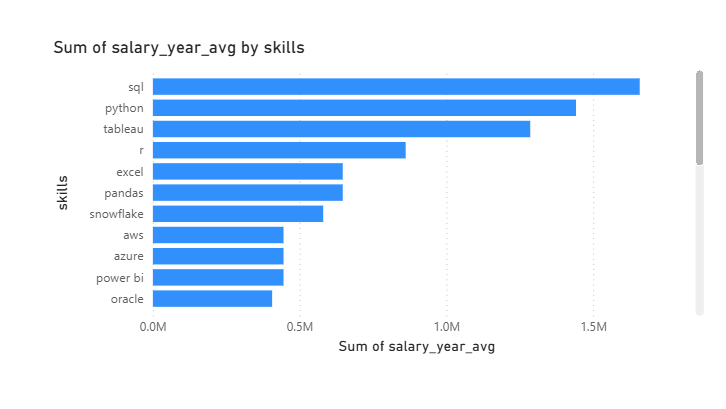 Sum of salary_year_avg by skills
skills
sql
python
tableau
r
excel
pandas
snowflake
aws
azure
power bi
oracle
0.0M 0.5M 1.0M 1.5M
Sum of salary_year_avg